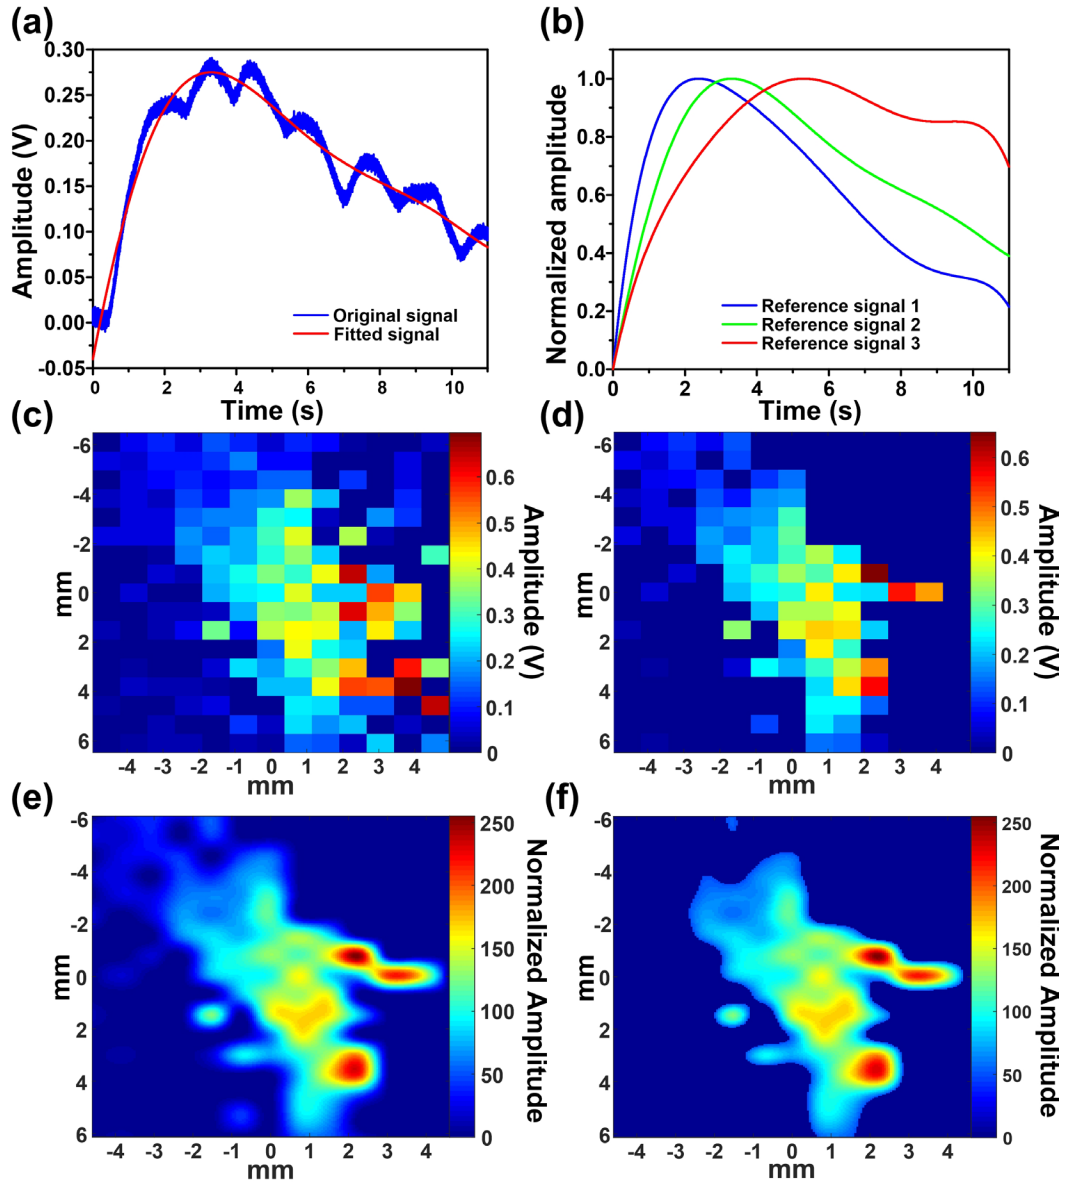 (a)
0.30
0.25
0.20
0.15
0.10
0.05
0.00
-0.05
Amplitude (V)
Original signal
Fitted signal
0 2 4 6 8 10
Time (s)
(b)
1.0
0.8
0.6
0.4
0.2
0.0
Normalized amplitude
Reference signal 1
Reference signal 2
Reference signal 3
0 2 4 6 8 10
Time (s)
(c)
-6
-4
-2
0
2
4
6
mm
-4 -3 -2 -1 0 1 2 3 4
mm
0.6
0.5
0.4
0.3
0.2
0.1
0
Amplitude (V)
(d)
-6
-4
-2
0
2
4
6
mm
-4 -3 -2 -1 0 1 2 3 4
mm
0.6
0.5
0.4
0.3
0.2
0.1
0
Amplitude (V)
(e)
-6
-4
-2
0
2
4
6
mm
-4 -3 -2 -1 0 1 2 3 4
mm
250
200
150
100
50
0
Normalized Amplitude
(f)
-6
-4
-2
0
2
4
6
mm
-4 -3 -2 -1 0 1 2 3 4
mm
250
200
150
100
50
0
Normalized Amplitude